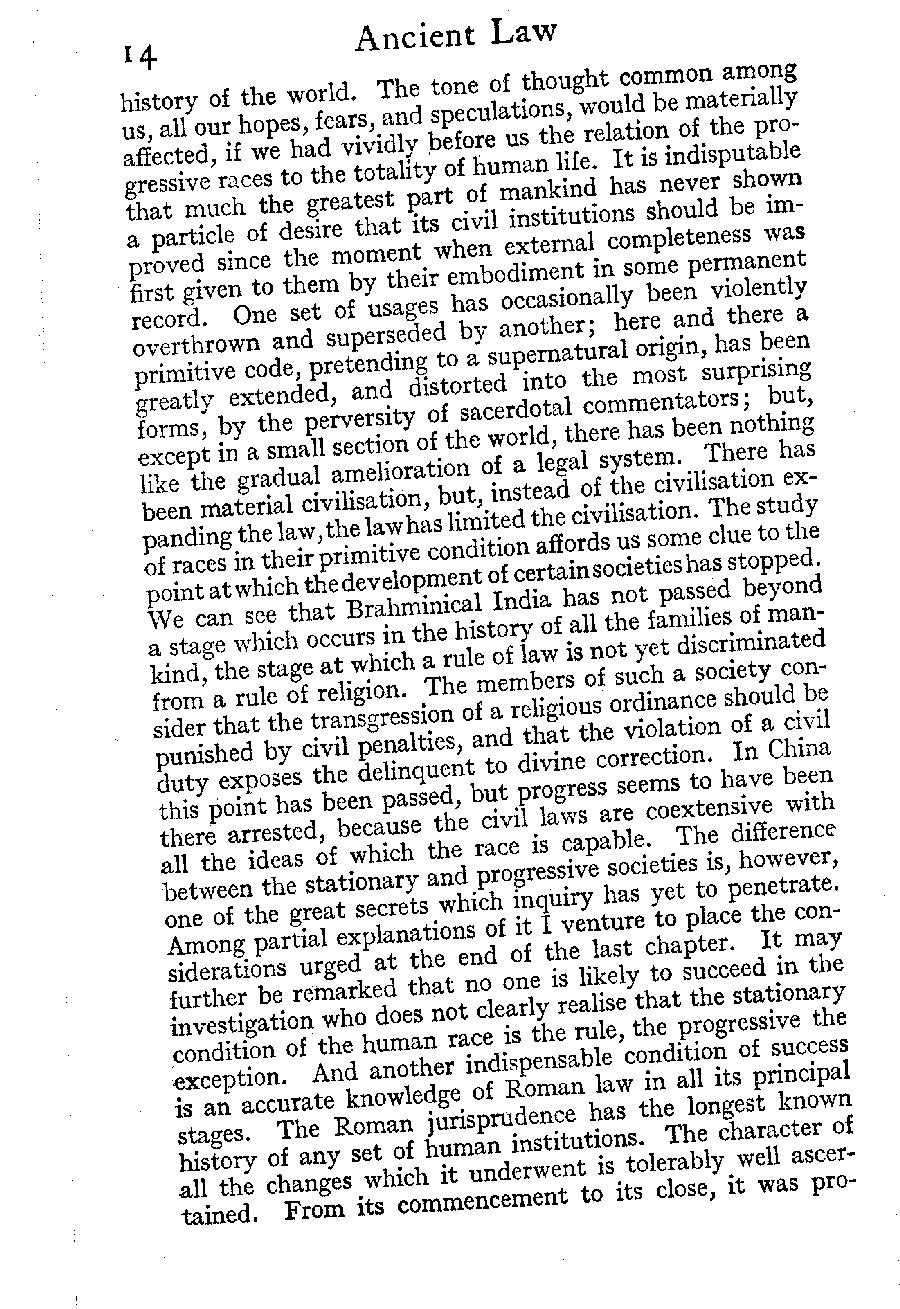 14
Ancient Law
history of the world. The tone of thought common among
us, all our hopes, fears, and speculations, would be materially
affected, if we had vividly before us the relation of the pro-
gressive races to the totality of human life. It is indisputable
that much the greatest part of mankind has never shown
a particle of desire that its civil institutions should be im-
proved since the moment when external completeness was
first given to them by their embodiment in some permanent
record. One set of usages has occasionally been violently
overthrown and superseded by another; here and there a
primitive code, pretending to a supernatural origin, has been
greatly extended, and distorted into the most surprising
forms, by the perversity of sacerdotal commentators; but,
except in a small section of the world, there has been nothing
like the gradual amelioration of a legal system. There has
been material civilisation, but, instead of the civilisation ex-
panding the law, the law has limited the civilisation. The study
of races in their primitive condition affords us some clue to the
point at which the development of certain societies has stopped.
We can see that Brahminical India has not passed beyond
a stage which occurs in the history of all the families of man-
kind, the stage at which a rule of law is not yet discriminated
from a rule of religion. The members of such a society con-
sider that the transgression of a religious ordinance should be
punished by civil penalties, and that the violation of a civil
duty exposes the delinquent to divine correction. In China
this point has been passed, but progress seems to have been
there arrested, because the civil laws are coextensive with
all the ideas of which the race is capable. The difference
between the stationary and progressive societies is, however,
one of the great secrets which inquiry has yet to penetrate.
Among partial explanations of it I venture to place the con-
siderations urged at the end of the last chapter. It may
further be remarked that no one is likely to succeed in the
investigation who does not clearly realise that the stationary
condition of the human race is the rule, the progressive the
exception. And another indispensable condition of success
is an accurate knowledge of Roman law in all its principal
stages. The Roman jurisprudence has the longest known
history of any set of human institutions. The character of
all the changes which it underwent is tolerably well ascer-
tained. From its commencement to its close, it was pro-